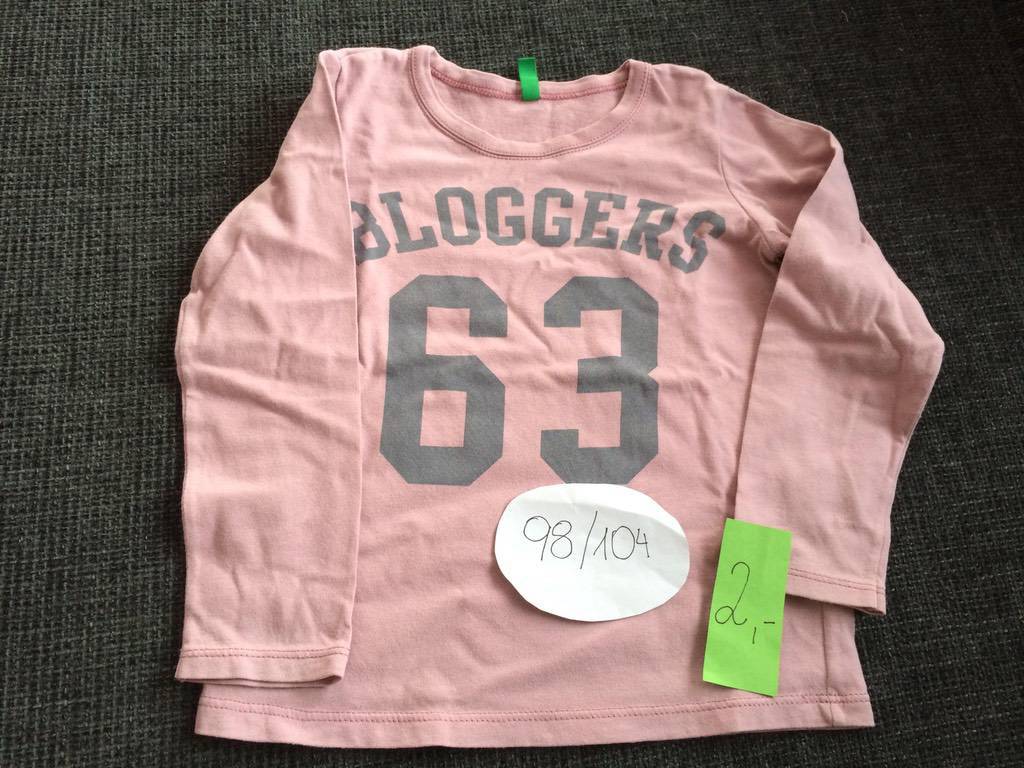 BLOGGERS
63
98/104
2,-